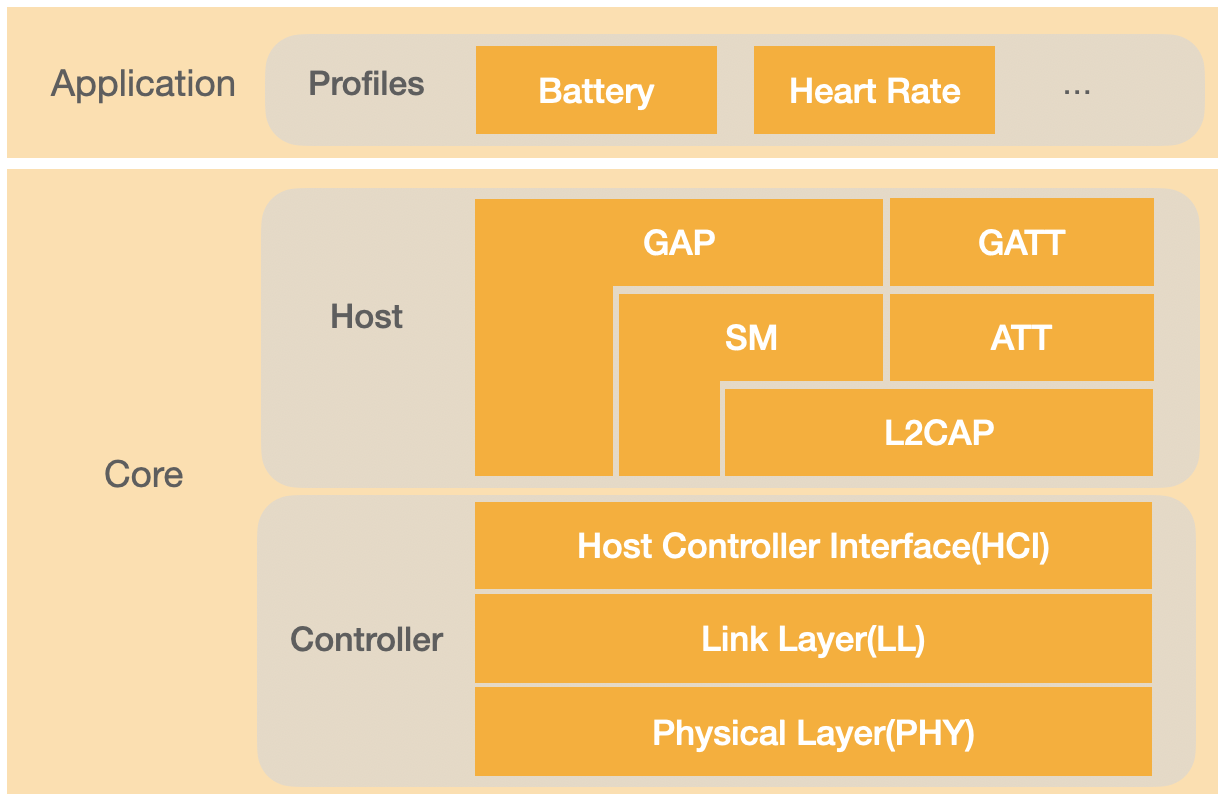 Application
Profiles
Battery
Heart Rate
...
Core
Host
GAP
GATT
SM
ATT
L2CAP
Controller
Host Controller Interface(HCI)
Link Layer(LL)
Physical Layer(PHY)